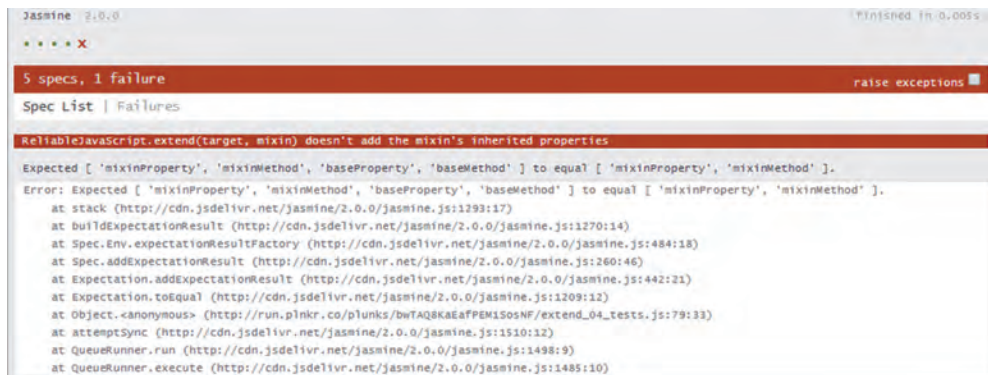 Jasmine 2.0.0 finished in 0.005s
• • • • x
5 specs, 1 failure raise exceptions
Spec List | Failures
ReliableJavaScript.extend(target, mixin) doesn't add the mixin's inherited properties
Expected [ 'mixinProperty', 'mixinMethod', 'baseProperty', 'baseMethod' ] to equal [ 'mixinProperty', 'mixinMethod' ].
Error: Expected [ 'mixinProperty', 'mixinMethod', 'baseProperty', 'baseMethod' ] to equal [ 'mixinProperty', 'mixinMethod' ].
at stack (http://cdn.jsdelivr.net/jasmine/2.0.0/jasmine.js:1293:17)
at buildExpectationResult (http://cdn.jsdelivr.net/jasmine/2.0.0/jasmine.js:1270:14)
at Spec.Env.expectationResultFactory (http://cdn.jsdelivr.net/jasmine/2.0.0/jasmine.js:484:18)
at Spec.addExpectationResult (http://cdn.jsdelivr.net/jasmine/2.0.0/jasmine.js:260:46)
at Expectation.addExpectationResult (http://cdn.jsdelivr.net/jasmine/2.0.0/jasmine.js:442:21)
at Expectation.toEqual (http://cdn.jsdelivr.net/jasmine/2.0.0/jasmine.js:1209:12)
at Object.<anonymous> (http://run.plnkr.co/plunks/bwTAQ8KaEafPEM1SosNF/extend_04_tests.js:79:33)
at attemptSync (http://cdn.jsdelivr.net/jasmine/2.0.0/jasmine.js:1510:12)
at QueueRunner.run (http://cdn.jsdelivr.net/jasmine/2.0.0/jasmine.js:1498:9)
at QueueRunner.execute (http://cdn.jsdelivr.net/jasmine/2.0.0/jasmine.js:1485:10)